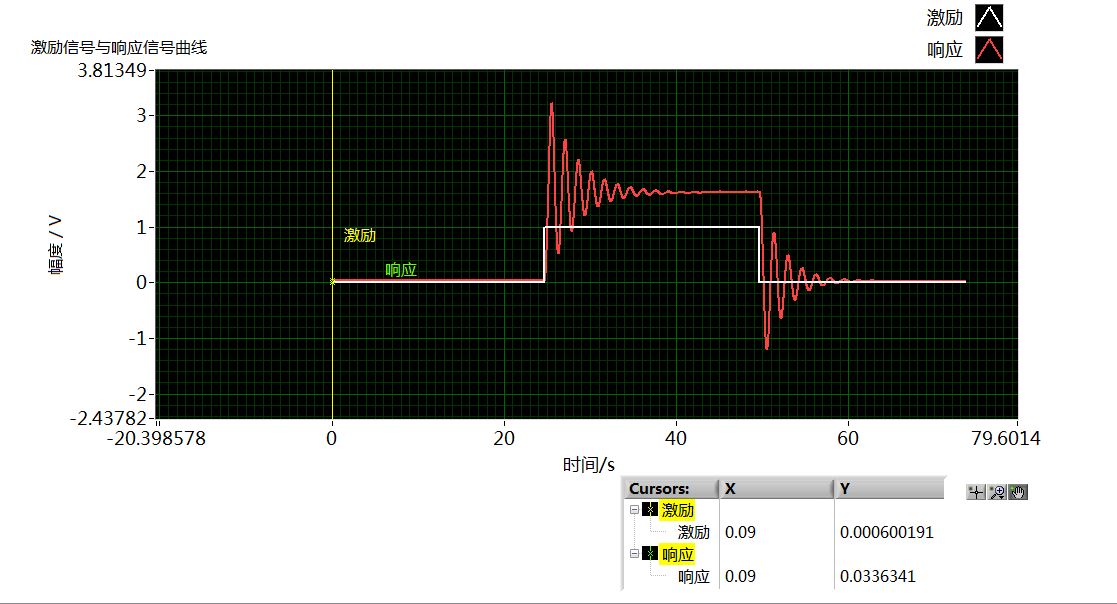 激励
响应
激励信号与响应信号曲线
3.81349
3
2
1
0
-1
-2
-2.43782
幅度 / V
激励
响应
-20.398578
0
20
40
60
79.6014
时间/s
Cursors: X Y
激励
激励 0.09 0.000600191
响应
响应 0.09 0.0336341